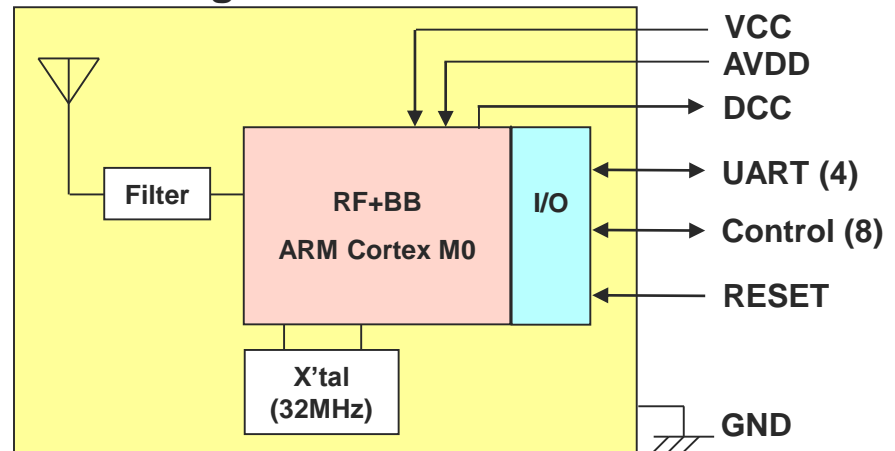 VCC
AVDD
DCC
UART (4)
Control (8)
RESET
GND
Filter
RF+BB
ARM Cortex M0
I/O
X'tal
(32MHz)